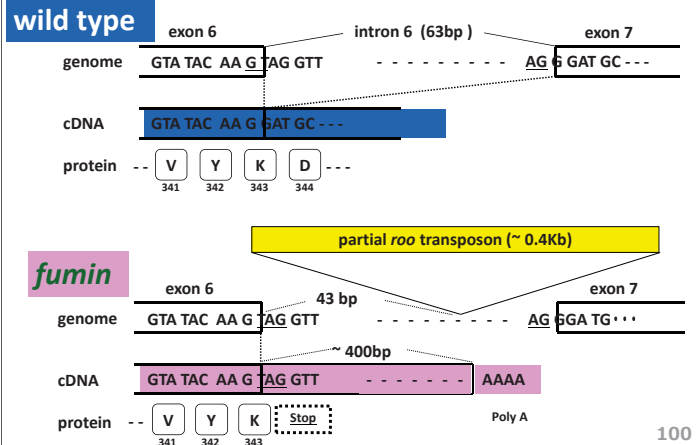 wild type
exon 6
intron 6 (63bp )
exon 7
genome GTA TAC AA G TAG GTT - - - - - - - - - AG G GAT GC - - -
cDNA GTA TAC AA G GAT GC - - -
protein - - V Y K D - - -
341 342 343 344
partial roo transposon (~ 0.4Kb)
fumin
exon 6
43 bp
exon 7
genome GTA TAC AA G TAG GTT - - - - - - - - - AG GGA TG • • •
~ 400bp
cDNA GTA TAC AA G TAG GTT - - - - - - - AAAA
protein - - V Y K Stop
Poly A
341 342 343
100